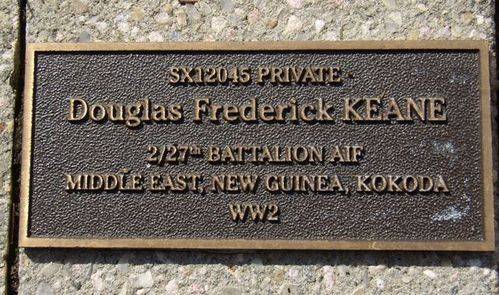 SX12045 PRIVATE
Douglas Frederick KEANE
2/27th BATTALION AIF
MIDDLE EAST, NEW GUINEA, KOKODA
WW2